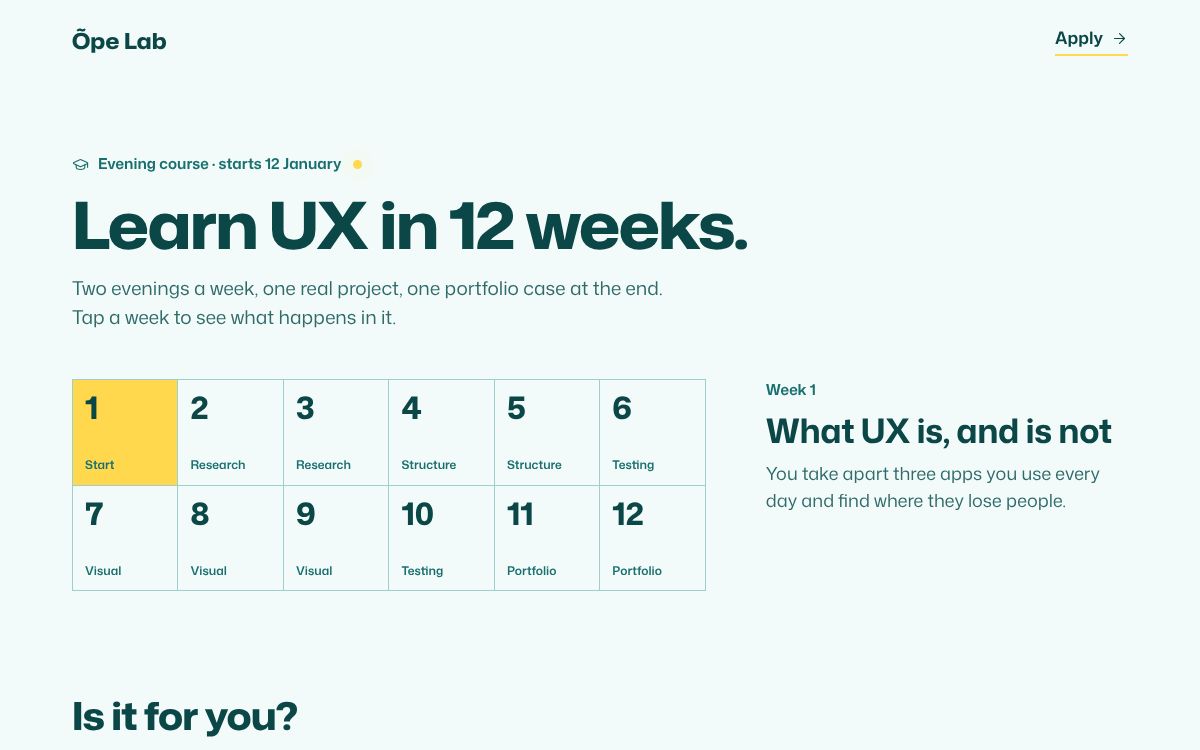 Õpe Lab
Apply →
Evening course · starts 12 January
Learn UX in 12 weeks.
Two evenings a week, one real project, one portfolio case at the end.
Tap a week to see what happens in it.
1
Start
2
Research
3
Research
4
Structure
5
Structure
6
Testing
7
Visual
8
Visual
9
Visual
10
Testing
11
Portfolio
12
Portfolio
Week 1
What UX is, and is not
You take apart three apps you use every
day and find where they lose people.
Is it for you?